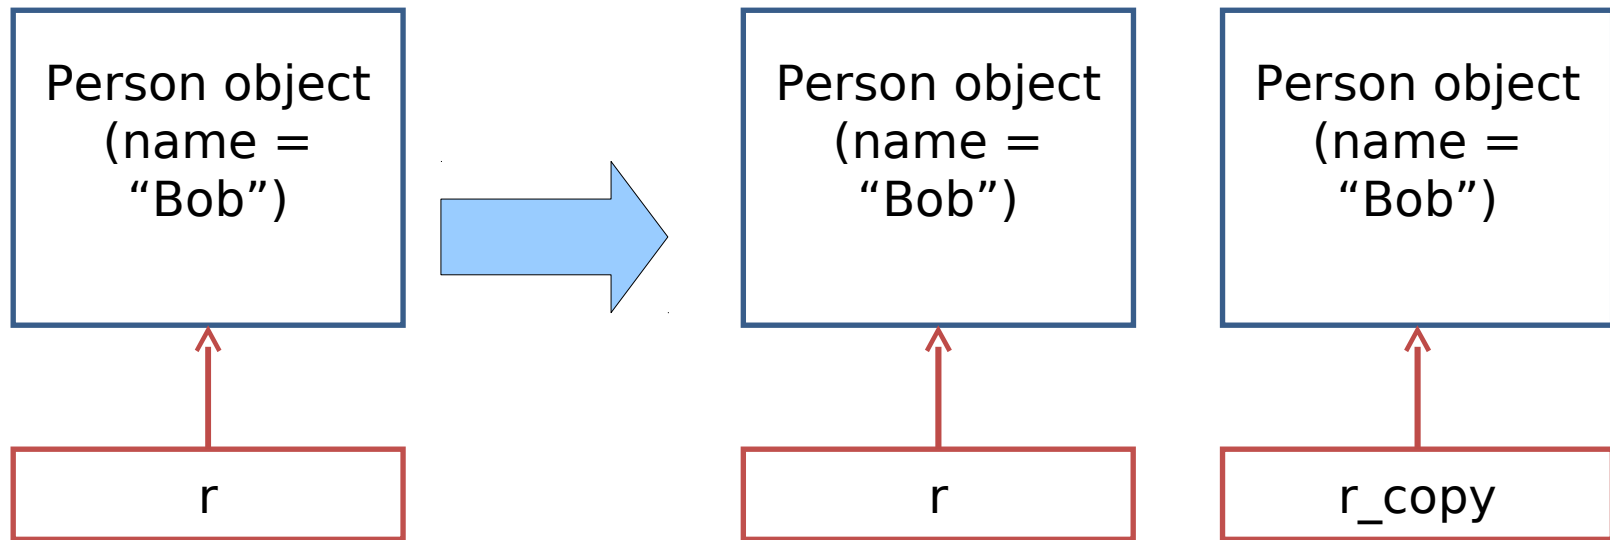 Person object
(name =
“Bob”)
r
Person object
(name =
“Bob”)
r
Person object
(name =
“Bob”)
r_copy